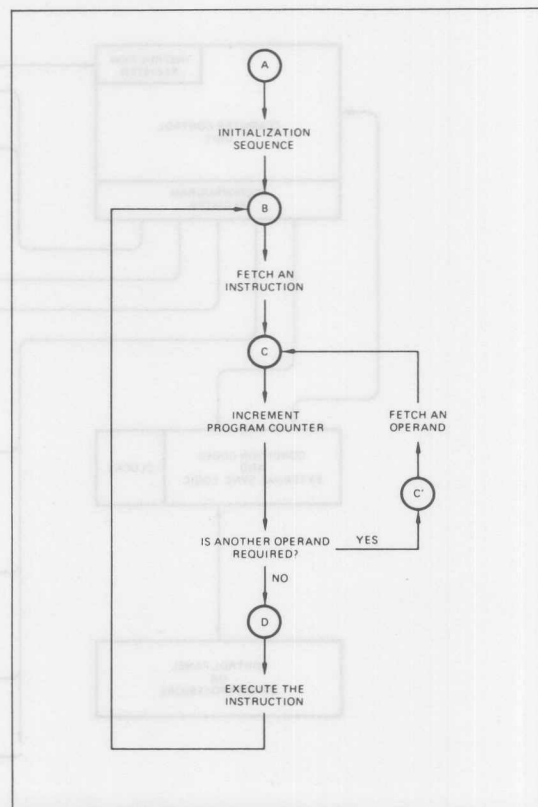 A
INITIALIZATION
SEQUENCE
B
FETCH AN
INSTRUCTION
C
INCREMENT
PROGRAM COUNTER
FETCH AN
OPERAND
C'
IS ANOTHER OPERAND
REQUIRED?
YES
NO
D
EXECUTE THE
INSTRUCTION